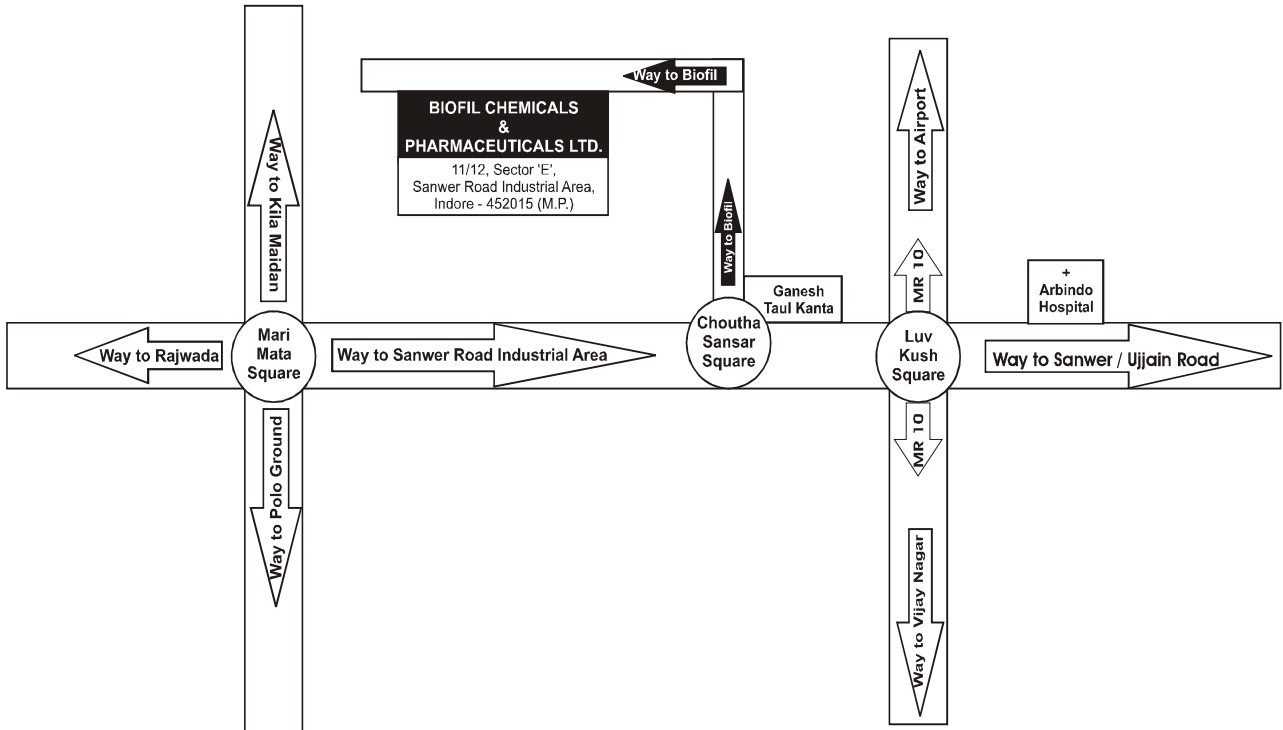 Way to Biofil
BIOFIL CHEMICALS
&
PHARMACEUTICALS LTD.
11/12, Sector 'E',
Sanwer Road Industrial Area,
Indore - 452015 (M.P.)
Way to Kila Maidan
Way to Biofil
Way to Airport
MR 10
Ganesh
Taul Kanta
+
Arbindo
Hospital
Way to Rajwada
Mari
Mata
Square
Way to Sanwer Road Industrial Area
Choutha
Sansar
Square
Luv
Kush
Square
Way to Sanwer / Ujjain Road
Way to Polo Ground
MR 10
Way to Vijay Nagar